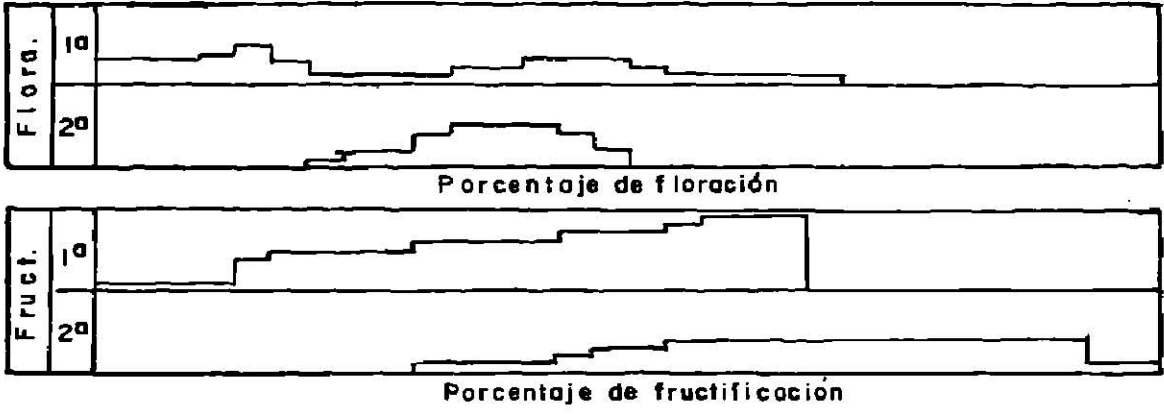 Flora.
1ª
2ª
Porcentaje de floración
Fruct.
1ª
2ª
Porcentaje de fructificación